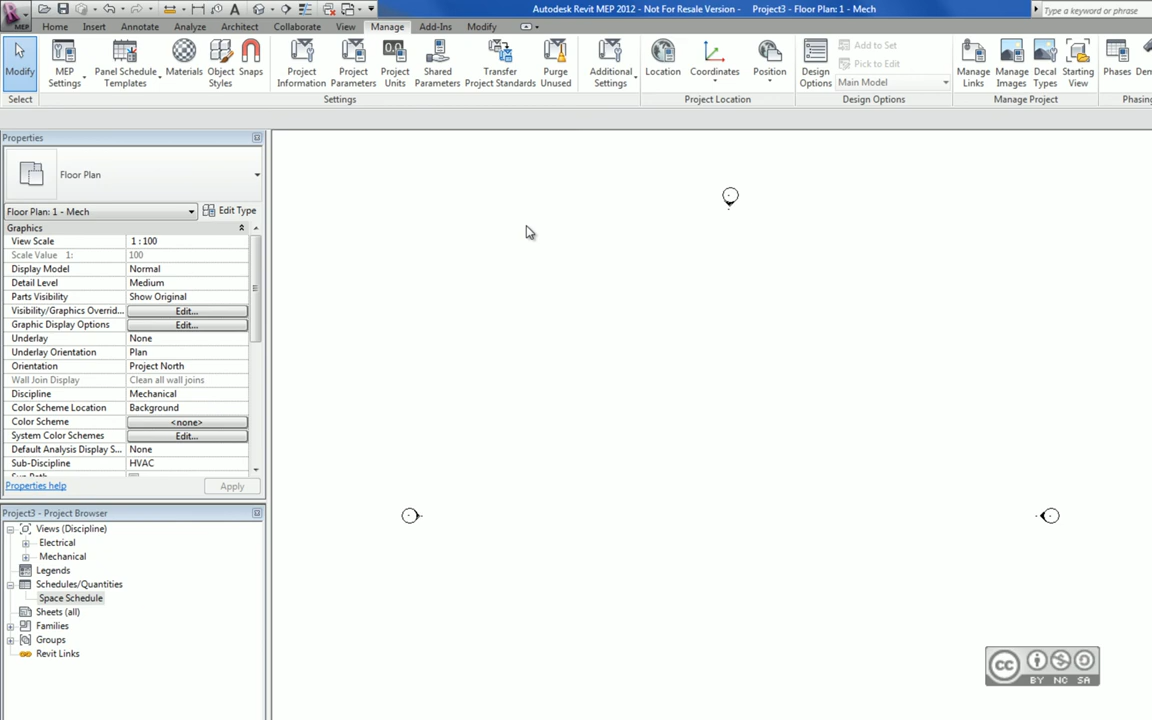 Autodesk Revit MEP 2012 - Not For Resale Version - Project3 - Floor Plan: 1 - Mech
Type a keyword or phrase
MEP
Home Insert Annotate Analyze Architect Collaborate View Manage Add-Ins Modify
Modify
MEP Settings
Panel Schedule Templates
Materials
Object Styles
Snaps
Project Information
Project Parameters
Project Units
Shared Parameters
Transfer Project Standards
Purge Unused
Additional Settings
Location
Coordinates
Position
Design Options
Add to Set
Pick to Edit
Main Model
Manage Links
Manage Images
Decal Types
Starting View
Phases
Select Settings Project Location Design Options Manage Project Phasing
Properties
Floor Plan
Floor Plan: 1 - Mech Edit Type
Graphics
View Scale 1 : 100
Scale Value 1: 100
Display Model Normal
Detail Level Medium
Parts Visibility Show Original
Visibility/Graphics Overrid... Edit...
Graphic Display Options Edit...
Underlay None
Underlay Orientation Plan
Orientation Project North
Wall Join Display Clean all wall joins
Discipline Mechanical
Color Scheme Location Background
Color Scheme <none>
System Color Schemes Edit...
Default Analysis Display S... None
Sub-Discipline HVAC
Properties help Apply
Project3 - Project Browser
Views (Discipline)
Electrical
Mechanical
Legends
Schedules/Quantities
Space Schedule
Sheets (all)
Families
Groups
Revit Links
cc
BY NC SA